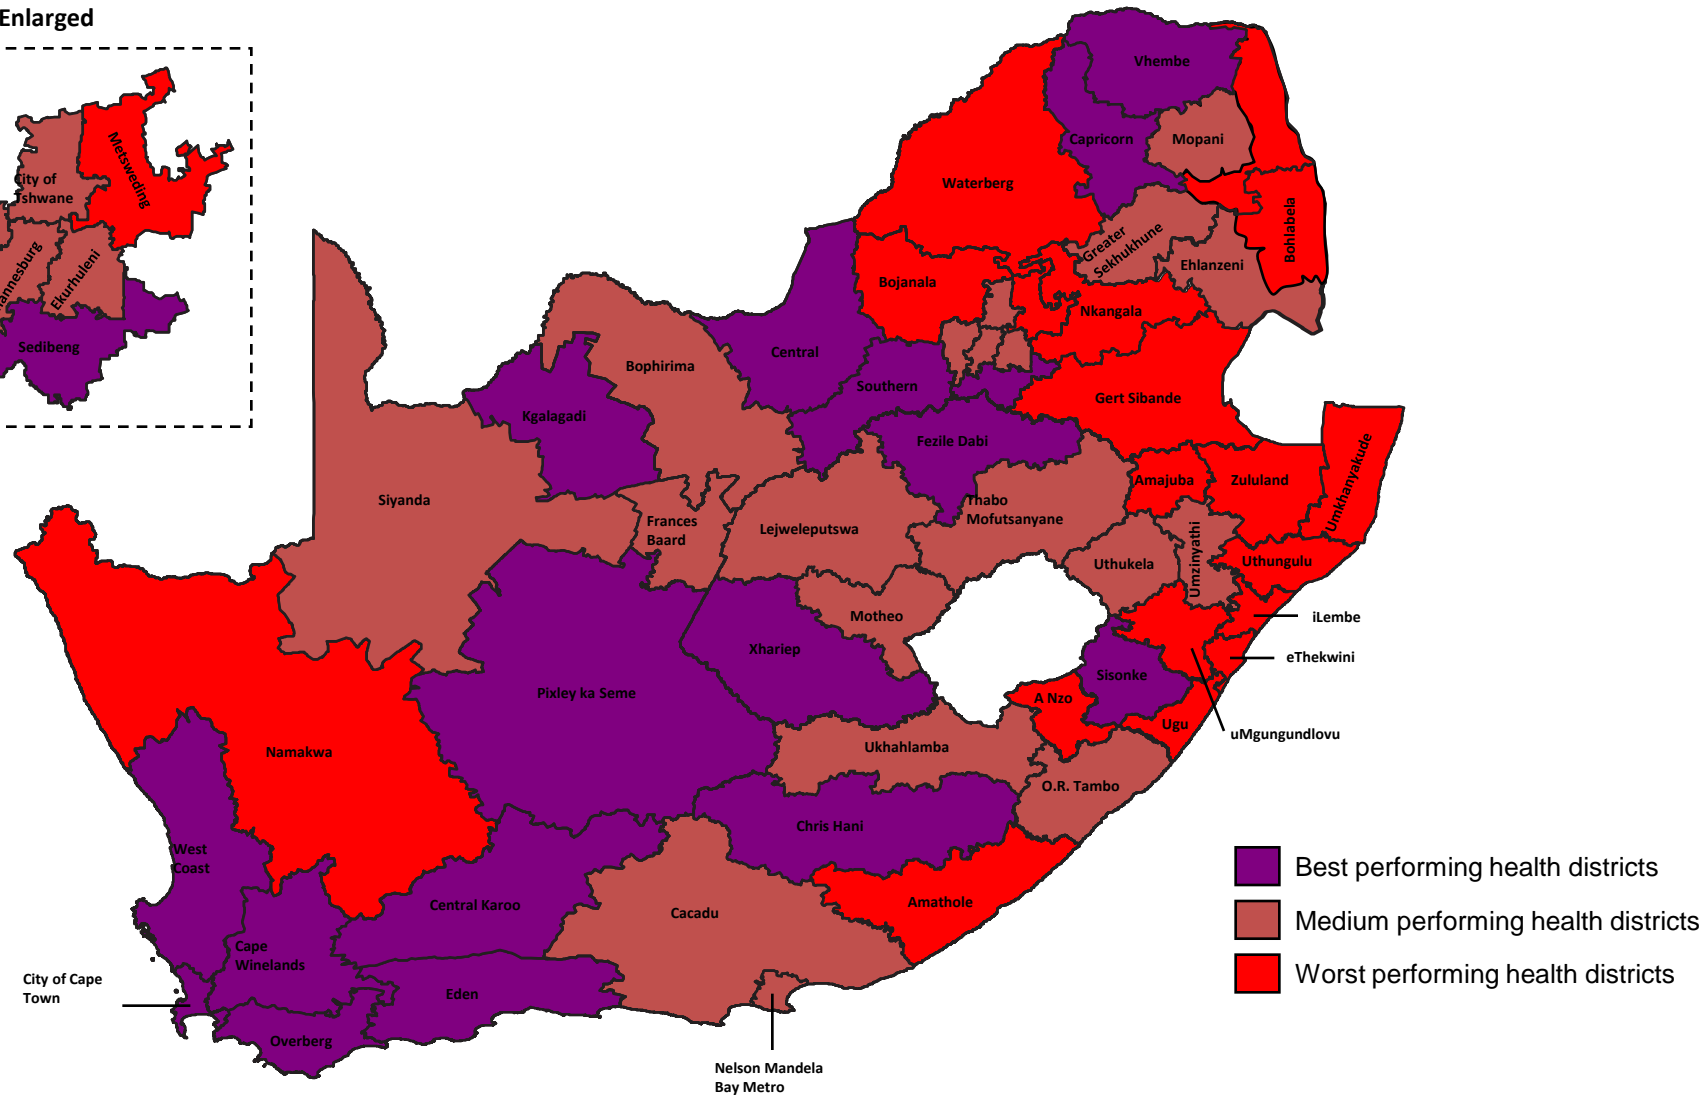 Enlarged
Metsweding
City of
Tshwane
Ekurhuleni
Sedibeng
Vhembe
Capricorn
Mopani
Waterberg
Bohlabela
Greater
Sekhukhune
Ehlanzeni
Bojanala
Nkangala
Central
Bophirima
Southern
Gert Sibande
Kgalagadi
Fezile Dabi
Umkhanyakude
Amajuba
Zululand
Siyanda
Thabo
Mofutsanyane
Frances
Baard
Lejweleputswa
Umzinyathi
Uthukela
Uthungulu
Motheo
iLembe
Xhariep
eThekwini
Sisonke
Pixley ka Seme
A Nzo
Ugu
uMgungundlovu
Namakwa
Ukhahlamba
O.R. Tambo
Chris Hani
West
Coast
Central Karoo
Amathole
Cacadu
Cape
Winelands
City of Cape
Town
Eden
Overberg
Nelson Mandela
Bay Metro
Best performing health districts
Medium performing health districts
Worst performing health districts